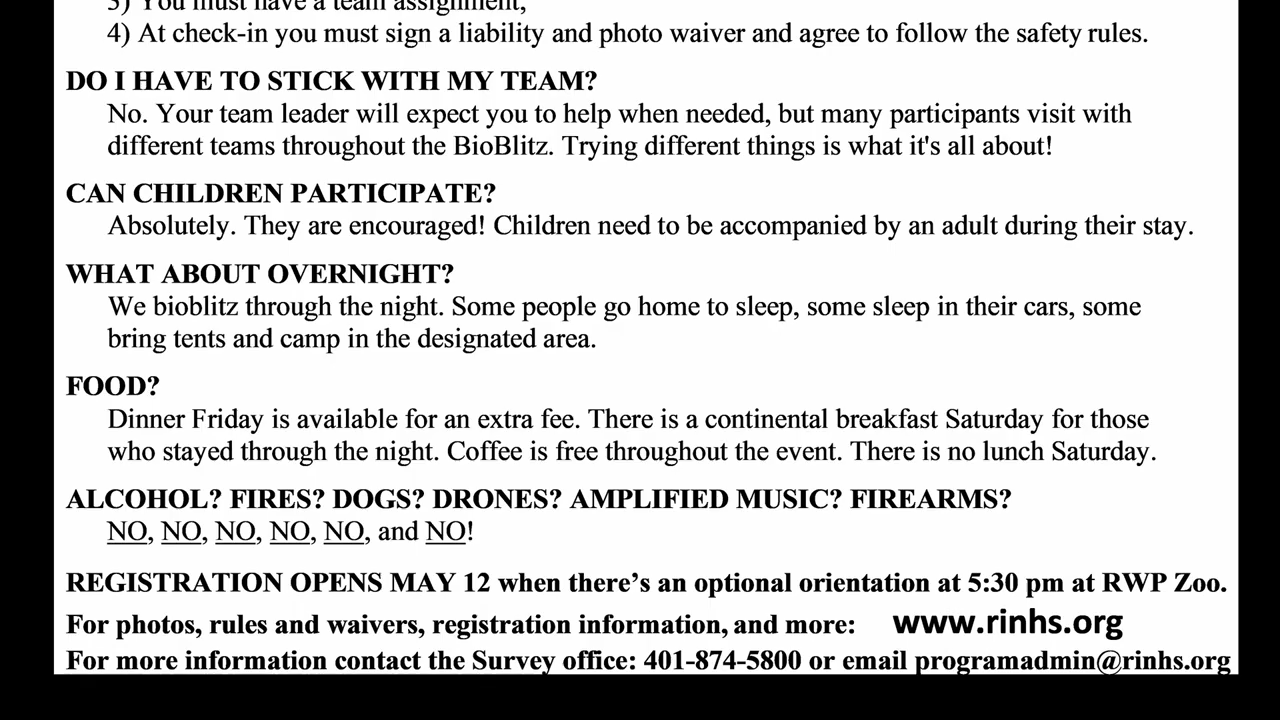 3) You must have a team assignment,
4) At check-in you must sign a liability and photo waiver and agree to follow the safety rules.
DO I HAVE TO STICK WITH MY TEAM?
No. Your team leader will expect you to help when needed, but many participants visit with
different teams throughout the BioBlitz. Trying different things is what it's all about!
CAN CHILDREN PARTICIPATE?
Absolutely. They are encouraged! Children need to be accompanied by an adult during their stay.
WHAT ABOUT OVERNIGHT?
We bioblitz through the night. Some people go home to sleep, some sleep in their cars, some
bring tents and camp in the designated area.
FOOD?
Dinner Friday is available for an extra fee. There is a continental breakfast Saturday for those
who stayed through the night. Coffee is free throughout the event. There is no lunch Saturday.
ALCOHOL? FIRES? DOGS? DRONES? AMPLIFIED MUSIC? FIREARMS?
NO, NO, NO, NO, NO, and NO!
REGISTRATION OPENS MAY 12 when there’s an optional orientation at 5:30 pm at RWP Zoo.
For photos, rules and waivers, registration information, and more: www.rinhs.org
For more information contact the Survey office: 401-874-5800 or email programadmin@rinhs.org